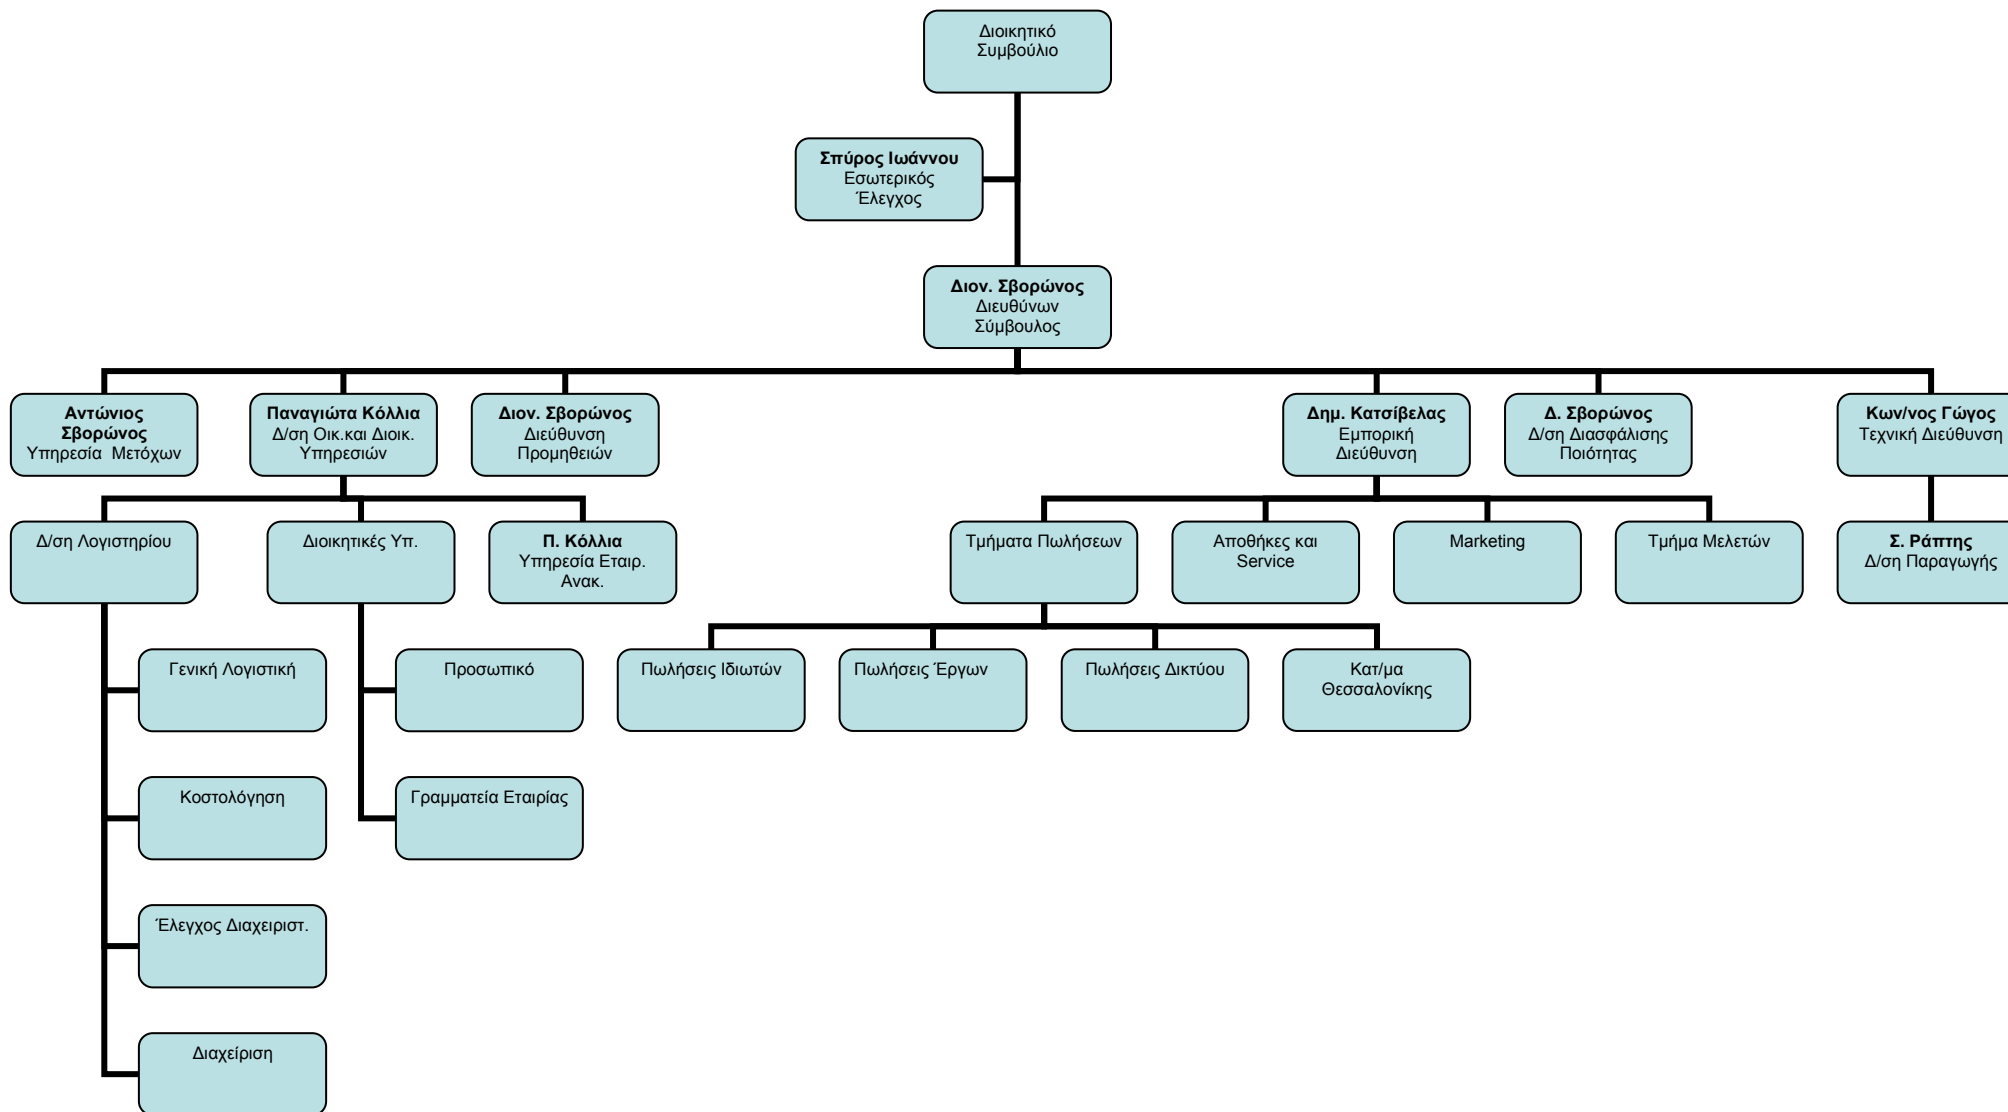 Διοικητικό
Συμβούλιο
Σπύρος Ιωάννου
Εσωτερικός
Έλεγχος
Διον. Σβορώνος
Διευθύνων
Σύμβουλος
Αντώνιος
Σβορώνος
Υπηρεσία Μετόχων
Παναγιώτα Κόλλια
Δ/ση Οικ.και Διοικ.
Υπηρεσιών
Διον. Σβορώνος
Διεύθυνση
Προμηθειών
Δημ. Κατσίβελας
Εμπορική
Διεύθυνση
Δ. Σβορώνος
Δ/ση Διασφάλισης
Ποιότητας
Κων/νος Γώγος
Τεχνική Διεύθυνση
Δ/ση Λογιστηρίου
Διοικητικές Υπ.
Π. Κόλλια
Υπηρεσία Εταιρ.
Ανακ.
Τμήματα Πωλήσεων
Αποθήκες και
Service
Marketing
Τμήμα Μελετών
Σ. Ράπτης
Δ/ση Παραγωγής
Γενική Λογιστική
Προσωπικό
Πωλήσεις Ιδιωτών
Πωλήσεις Έργων
Πωλήσεις Δικτύου
Κατ/μα
Θεσσαλονίκης
Κοστολόγηση
Γραμματεία Εταιρίας
Έλεγχος Διαχειριστ.
Διαχείριση